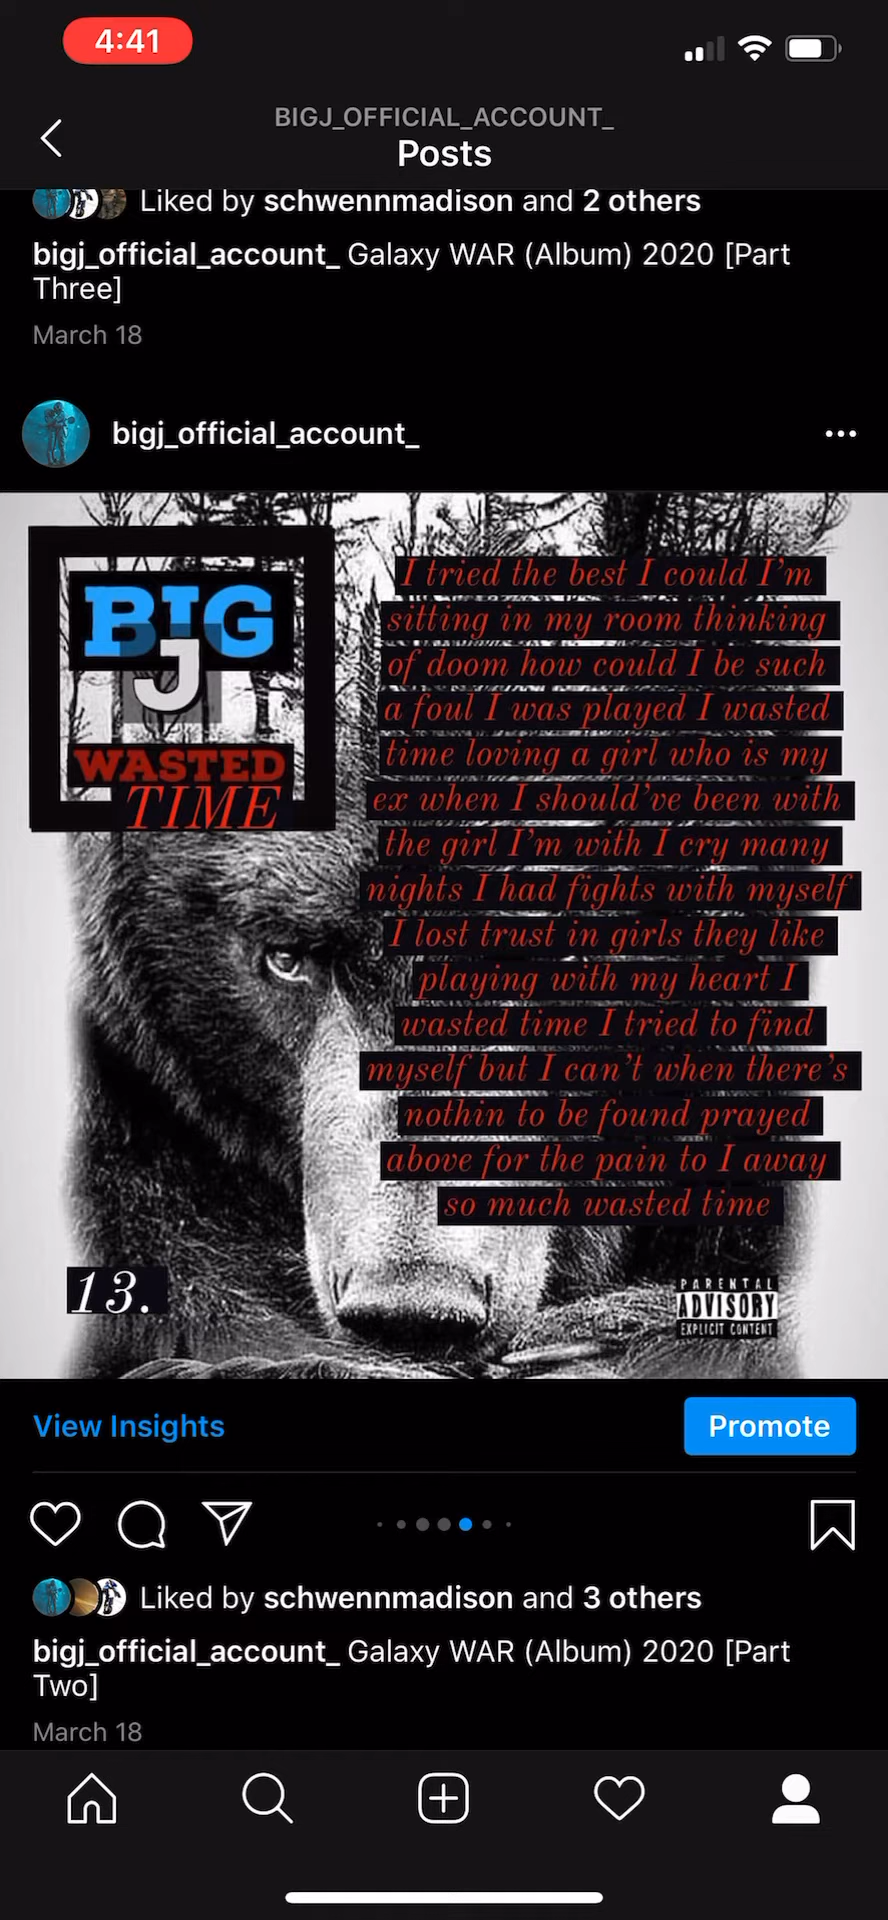 4:41
BIGJ_OFFICIAL_ACCOUNT_
Posts
Liked by schwennmadison and 2 others
bigj_official_account_ Galaxy WAR (Album) 2020 [Part
Three]
March 18
bigj_official_account_
BIG
J
WASTED
TIME
I tried the best I could I'm
sitting in my room thinking
of doom how could I be such
a foul I was played I wasted
time loving a girl who is my
ex when I should've been with
the girl I'm with I cry many
nights I had fights with myself
I lost trust in girls they like
playing with my heart I
wasted time I tried to find
myself but I can't when there's
nothin to be found prayed
above for the pain to I away
so much wasted time
13.
PARENTAL
ADVISORY
EXPLICIT CONTENT
View Insights
Promote
Liked by schwennmadison and 3 others
bigj_official_account_ Galaxy WAR (Album) 2020 [Part
Two]
March 18